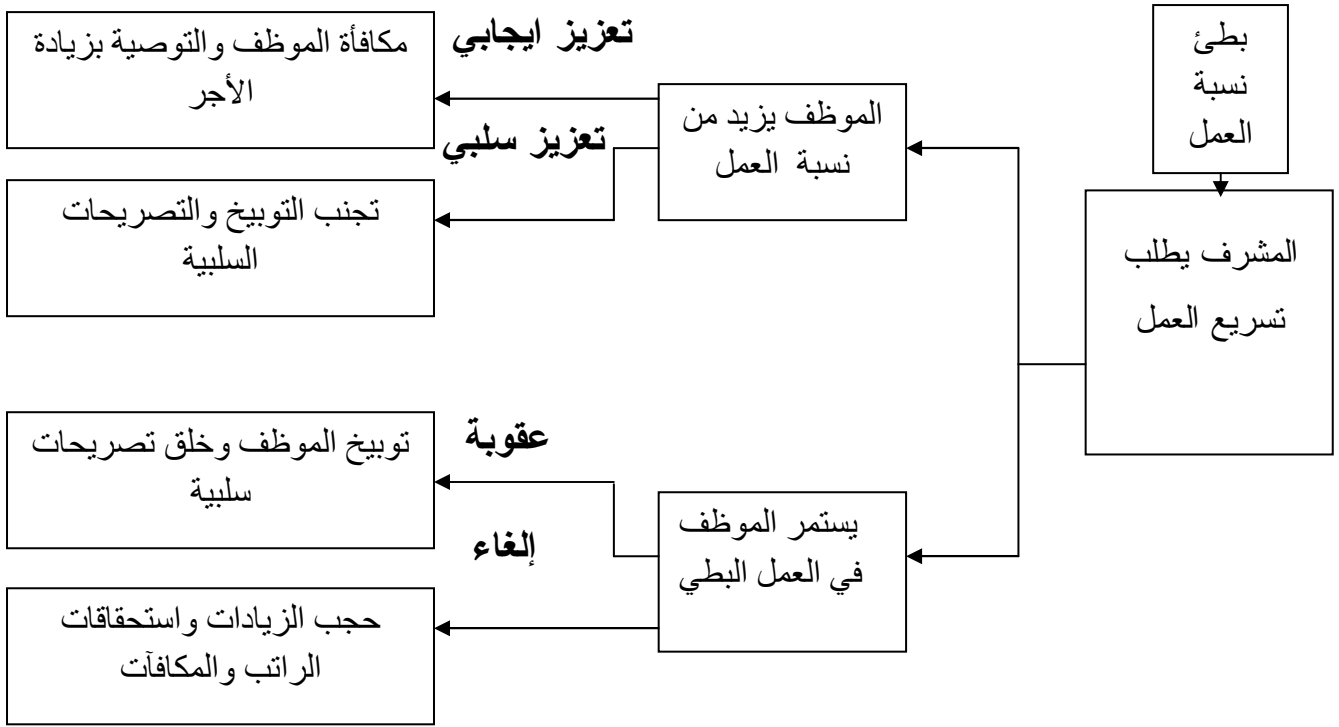 بطئ
نسبة
العمل
المشرف يطلب
تسريع العمل
الموظف يزيد من
نسبة العمل
تعزيز ايجابي
مكافأة الموظف والتوصية بزيادة
الأجر
تعزيز سلبي
تجنب التوبيخ والتصريحات
السلبية
يستمر الموظف
في العمل البطي
عقوبة
توبيخ الموظف وخلق تصريحات
سلبية
إلغاء
حجب الزيادات واستحقاقات
الراتب والمكافآت